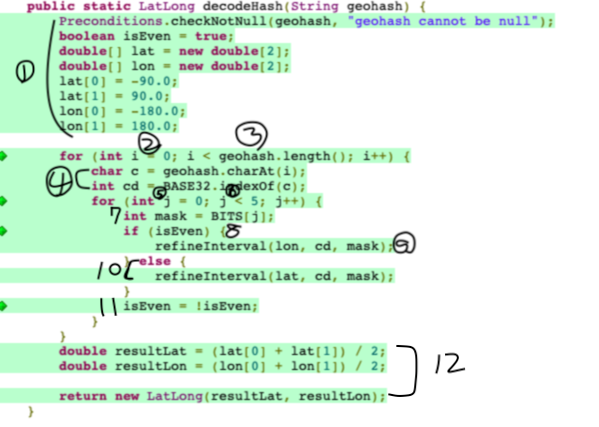 public static LatLong decodeHash(String geohash) {
Preconditions.checkNotNull(geohash, "geohash cannot be null");
boolean isEven = true;
① double[] lat = new double[2];
double[] lon = new double[2];
lat[0] = -90.0;
lat[1] = 90.0;
lon[0] = -180.0;
lon[1] = 180.0;
② ③
for (int i = 0; i < geohash.length(); i++) {
④ char c = geohash.charAt(i);
int cd = BASE32.indexOf(c);
⑤ ⑥
for (int j = 0; j < 5; j++) {
7 int mask = BITS[j];
if (isEven) { 8
refineInterval(lon, cd, mask); ⑨
10 } else {
refineInterval(lat, cd, mask);
}
11 isEven = !isEven;
}
}
double resultLat = (lat[0] + lat[1]) / 2;
double resultLon = (lon[0] + lon[1]) / 2;
12
return new LatLong(resultLat, resultLon);
}